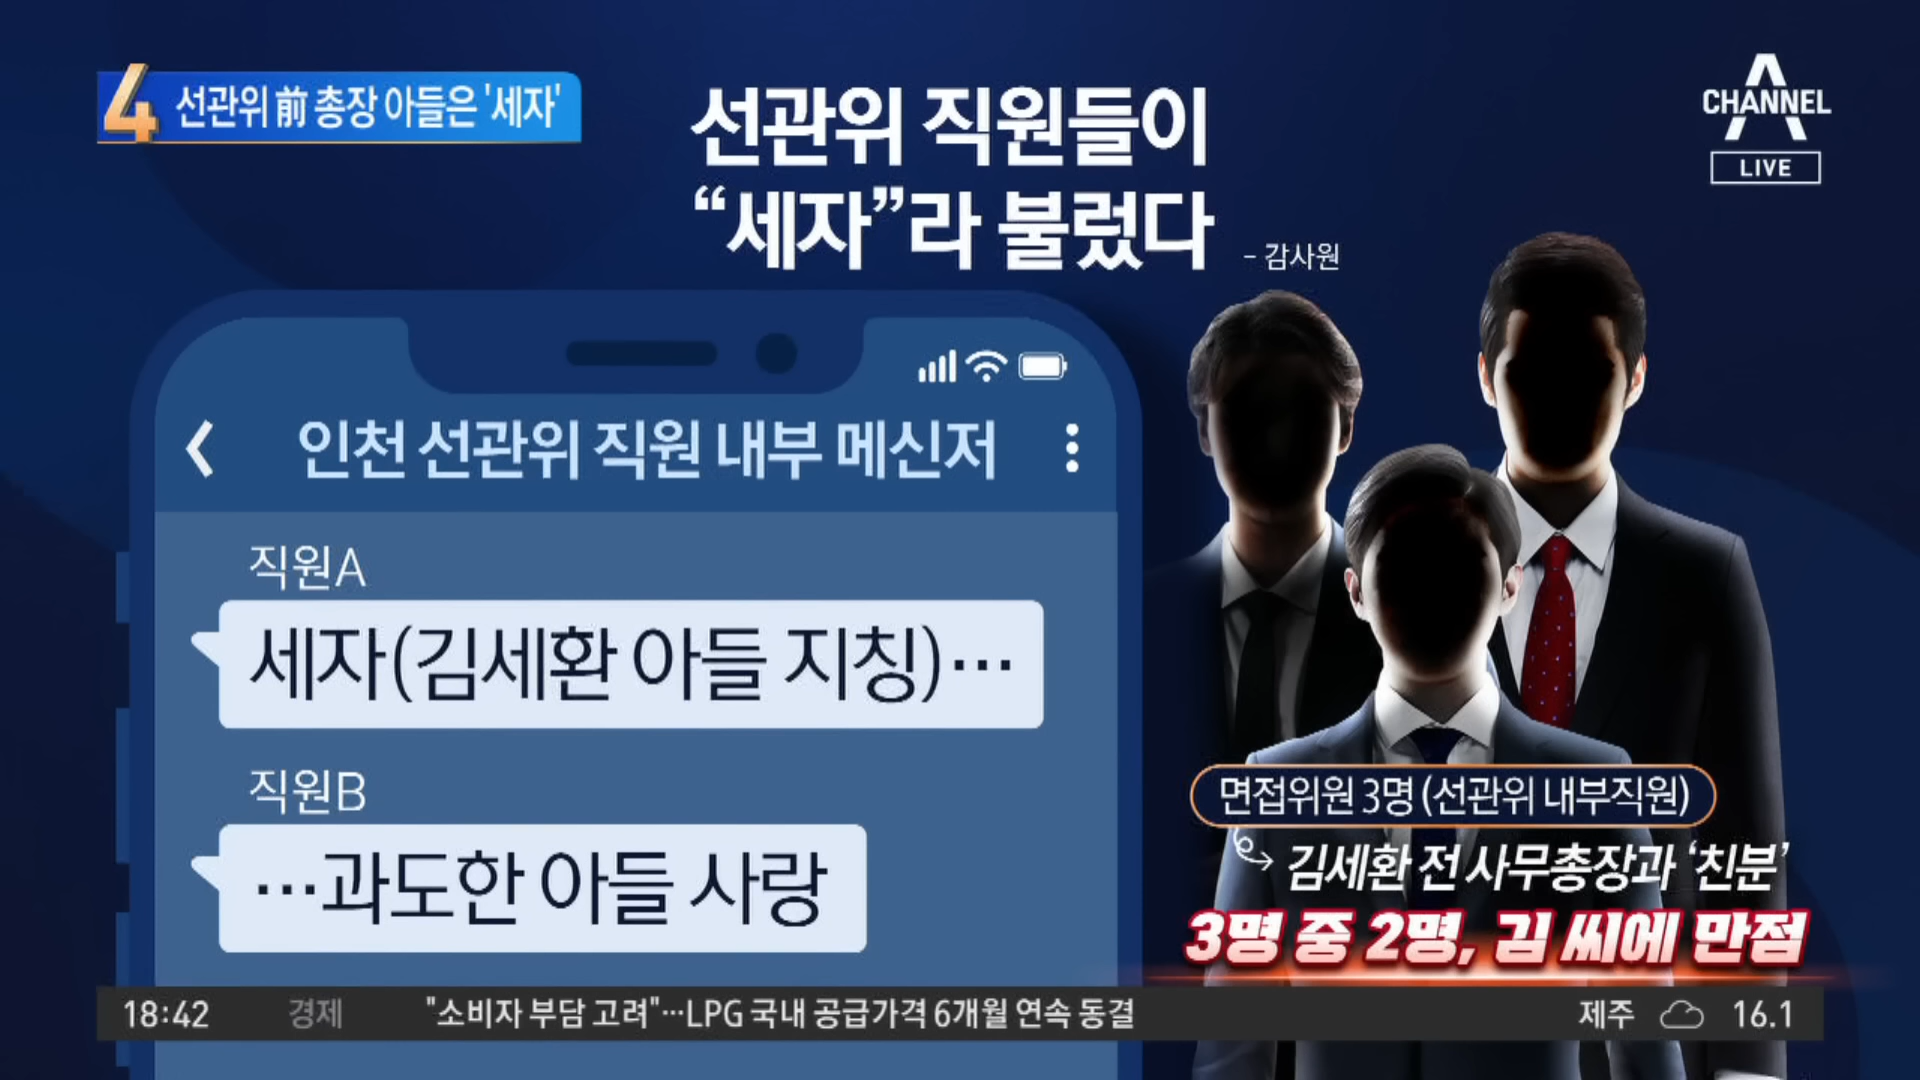 4 선관위 前 총장 아들은 '세자'
선관위 직원들이
“세자”라 불렀다
- 감사원
CHANNEL A
LIVE
인천 선관위 직원 내부 메신저
직원A
세자(김세환 아들 지칭)…
직원B
…과도한 아들 사랑
면접위원 3명 (선관위 내부직원)
김세환 전 사무총장과 ‘친분’
3명 중 2명, 김 씨에 만점
18:42 경제 "소비자 부담 고려"…LPG 국내 공급가격 6개월 연속 동결 제주 16.1